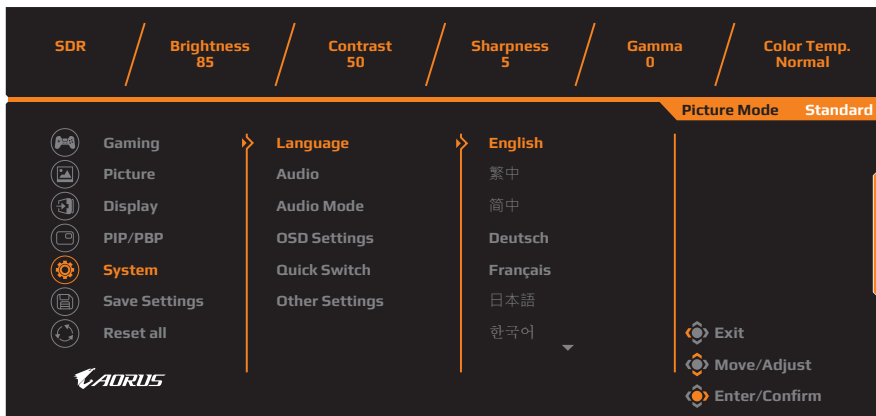 SDR
Brightness
85
Contrast
50
Sharpness
5
Gamma
0
Color Temp.
Normal
Picture Mode Standard
Gaming
Picture
Display
PIP/PBP
System
Save Settings
Reset all
Language
Audio
Audio Mode
OSD Settings
Quick Switch
Other Settings
English
繁中
简中
Deutsch
Français
日本語
한국어
Exit
Move/Adjust
Enter/Confirm
AORUS